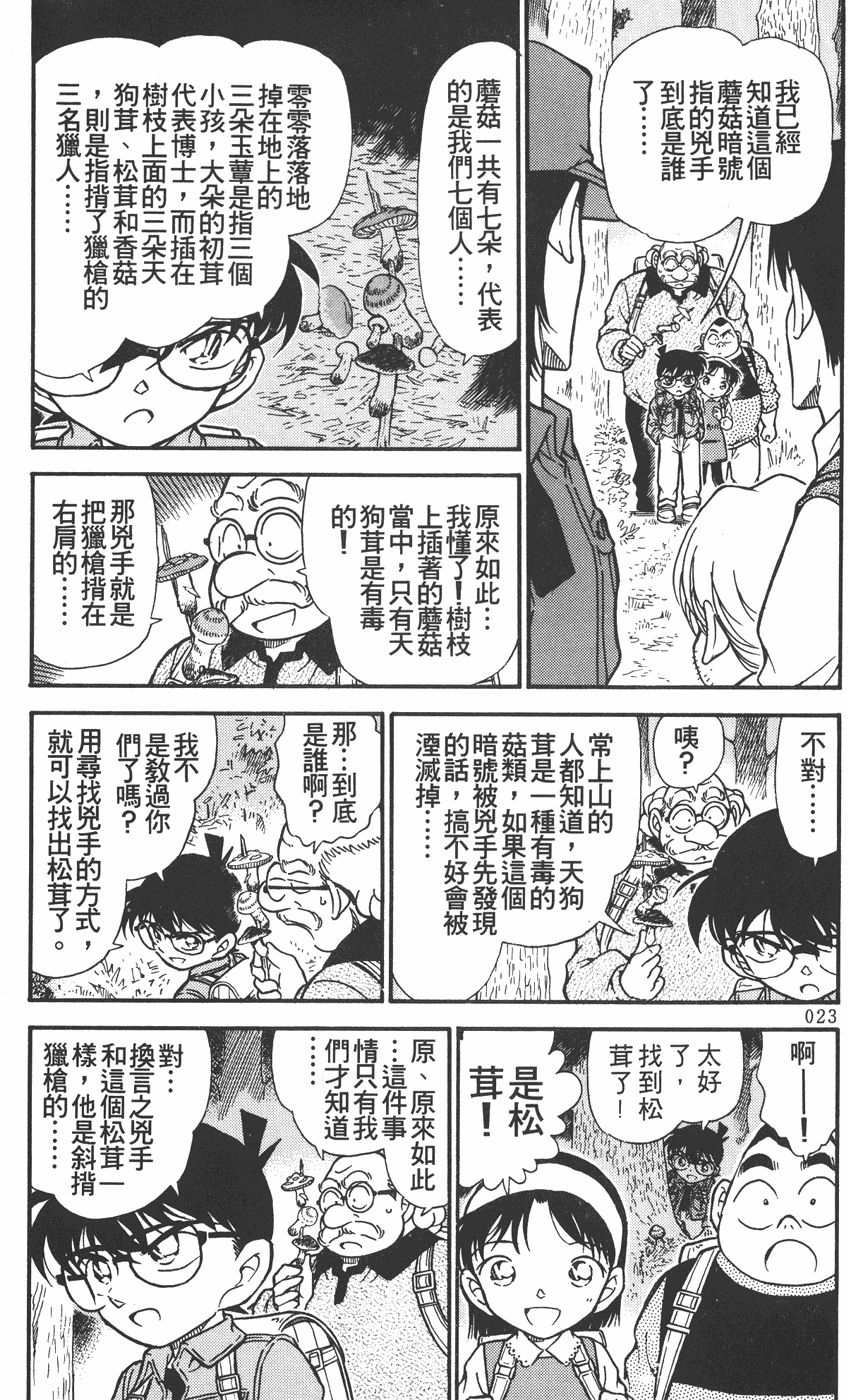 我已經
知道這個
蘑菇暗號
指的兇手
到底是誰
了……
蘑菇一共有七朵，代表
的是我們七個人……
零零落落地
掉在地上的
三朵玉蕈是指三個
小孩，大朵的初茸
代表博士，而插在
樹枝上面的三朵天
狗茸、松茸和香菇
，則是指揹了獵槍的
三名獵人……
原來如此…
我懂了！樹枝
上插著的蘑菇
當中，只有天
狗茸是有毒
的！
那兇手就是
把獵槍揹在
右肩的……
不對……
咦？
常上山的
人都知道，天狗
茸是一種有毒的
菇類，如果這個
暗號被兇手先發現
的話，搞不好會被
湮滅掉……
那…到底
是誰啊？
我不
是教過你
們了嗎？
用尋找兇手的方式，
就可以找出松茸了。
023
啊——！
太好
了，
找到松
茸了！
是松
茸！
原、原來如此
…這件事
情只有我
們才知道
……
對…
換言之兇手
和這個松茸一
樣，他是斜揹
獵槍的……